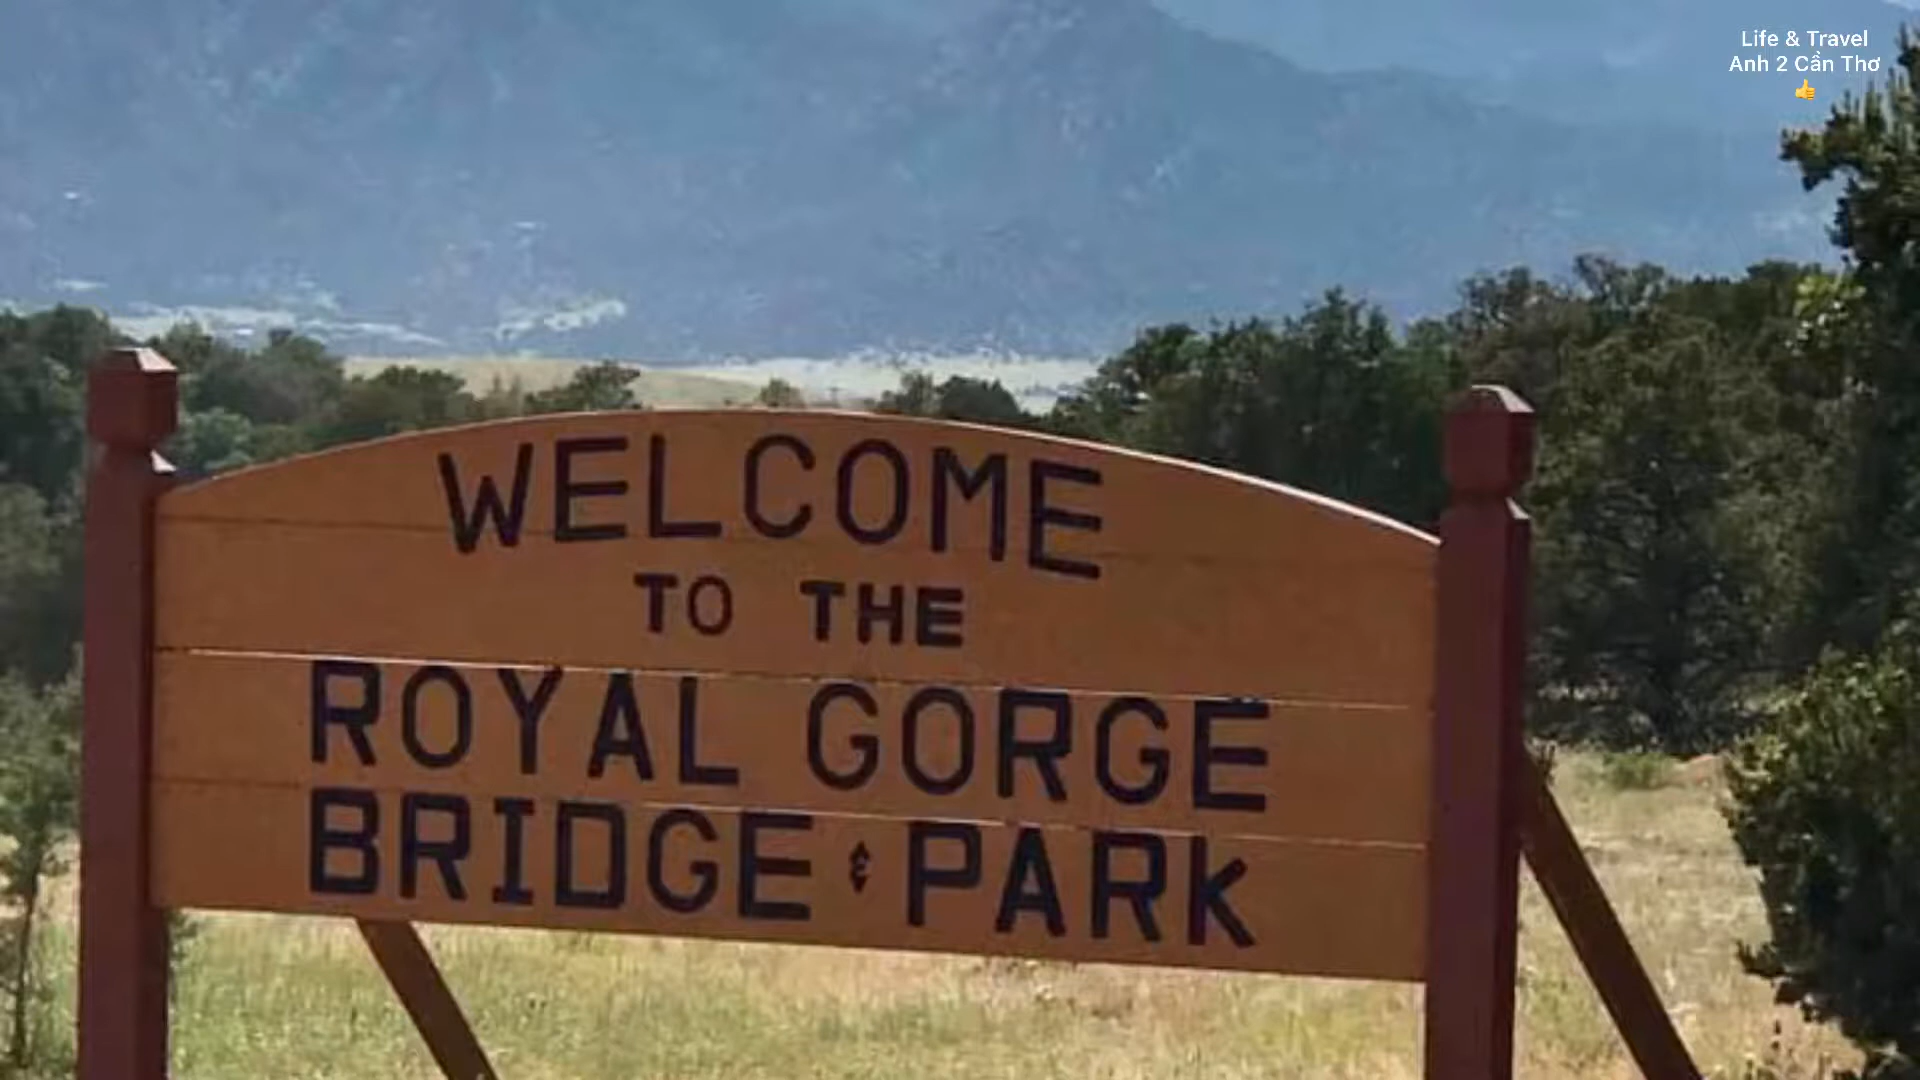 Life & Travel
Anh 2 Cần Thơ
👍
WELCOME
TO THE
ROYAL GORGE
BRIDGE & PARK